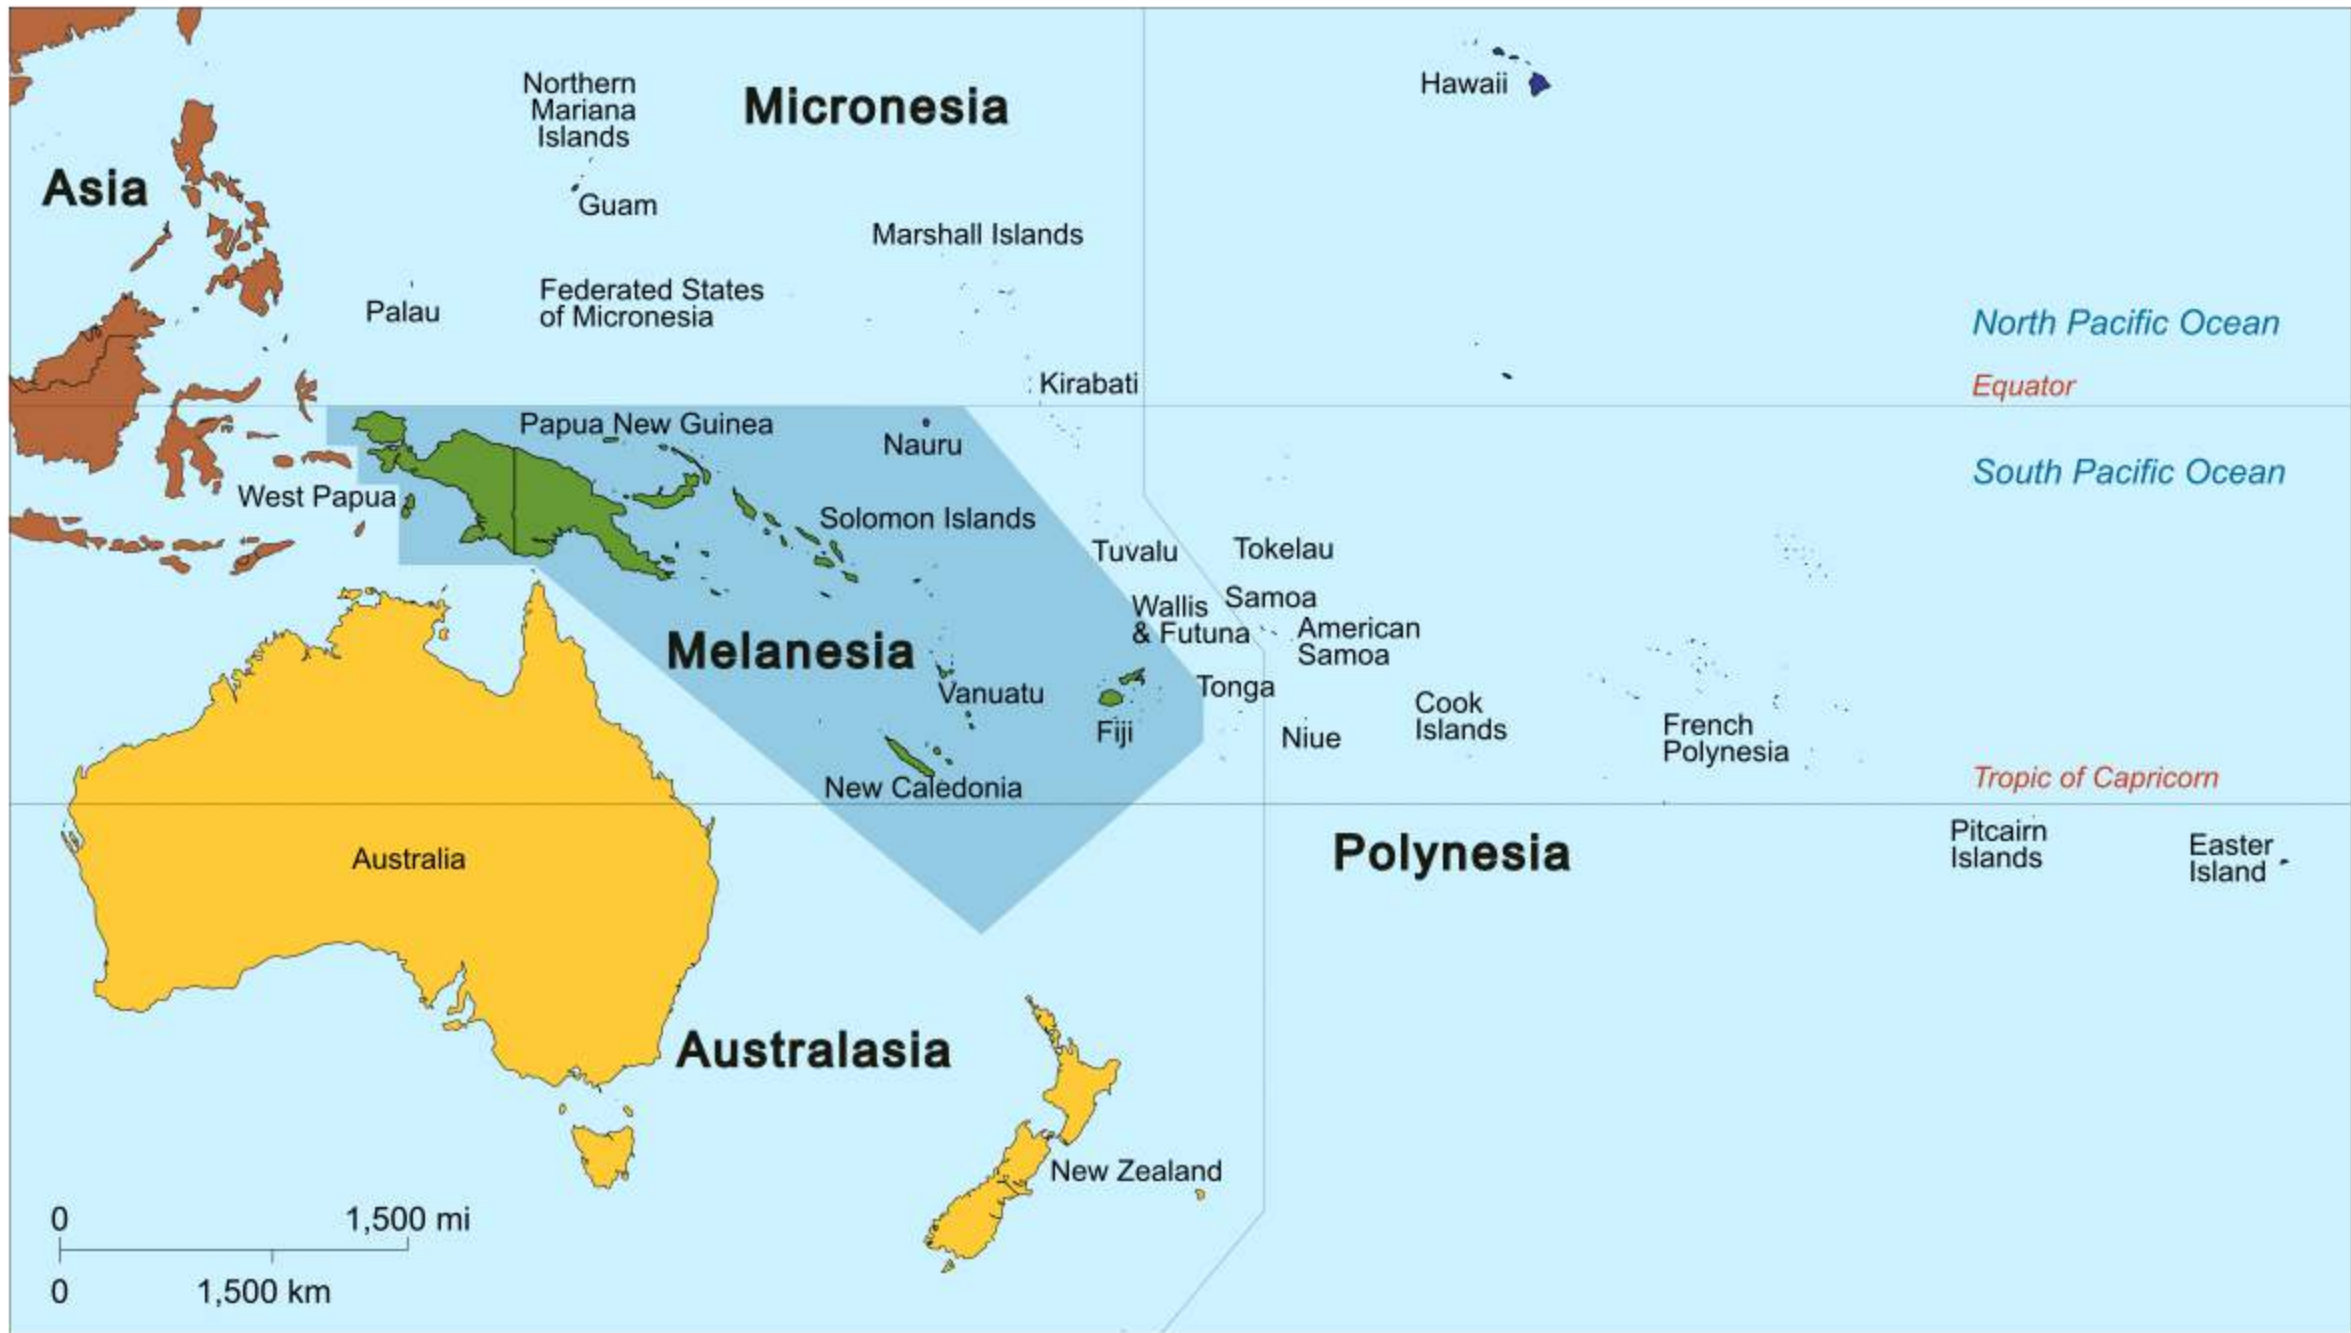 Northern
Mariana
Islands
Micronesia
Hawaii
Asia
Guam
Marshall Islands
Palau
Federated States
of Micronesia
North Pacific Ocean
Kirabati
Equator
Papua New Guinea
Nauru
South Pacific Ocean
West Papua
Solomon Islands
Tuvalu
Tokelau
Wallis
& Futuna
Samoa
American
Samoa
Melanesia
Vanuatu
Tonga
Fiji
Niue
Cook
Islands
French
Polynesia
New Caledonia
Tropic of Capricorn
Australia
Polynesia
Pitcairn
Islands
Easter
Island
Australasia
New Zealand
0 1,500 mi
0 1,500 km